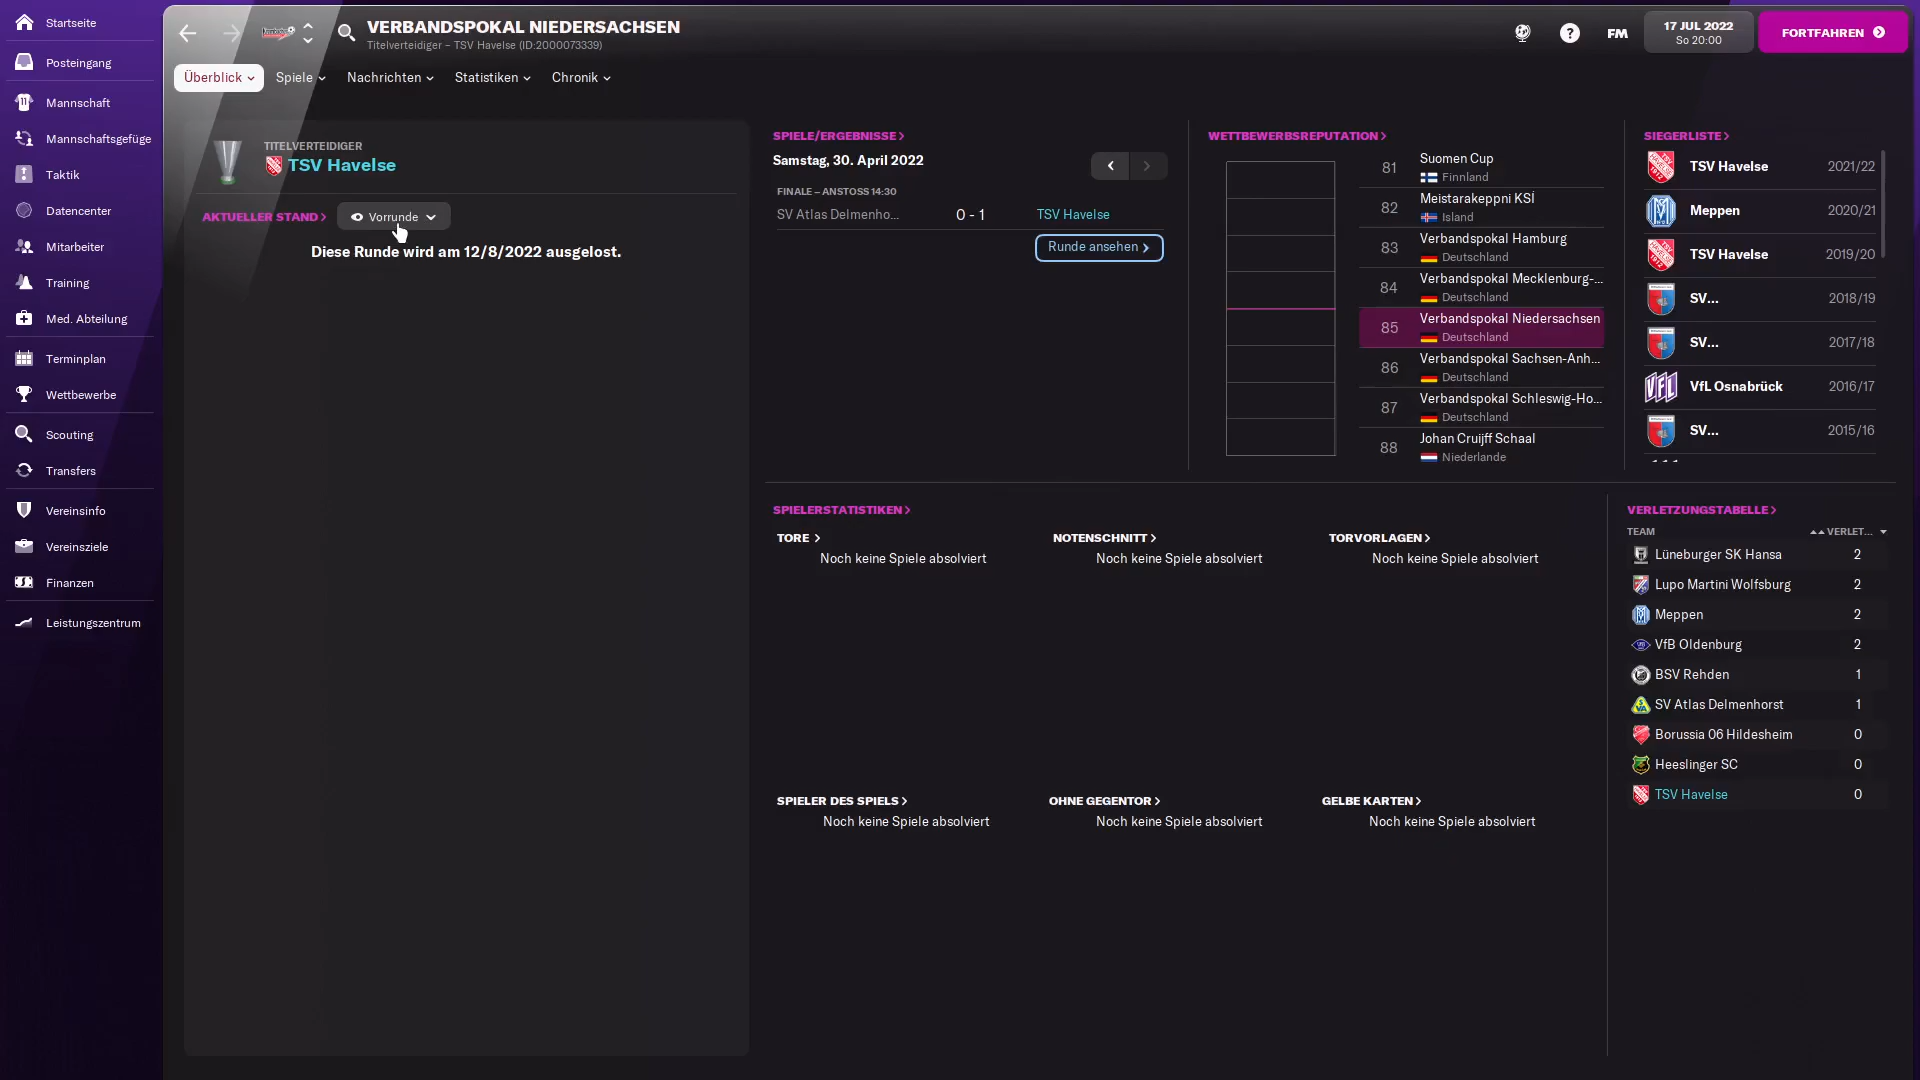 Startseite
Posteingang
Mannschaft
Mannschaftsgefüge
Taktik
Datencenter
Mitarbeiter
Training
Med. Abteilung
Terminplan
Wettbewerbe
Scouting
Transfers
Vereinsinfo
Vereinsziele
Finanzen
Leistungszentrum
VERBANDSPOKAL NIEDERSACHSEN
Titelverteidiger – TSV Havelse (ID:2000073339)
FM
17 JUL 2022
So 20:00
FORTFAHREN
Überblick
Spiele
Nachrichten
Statistiken
Chronik
TITELVERTEIDIGER
TSV Havelse
AKTUELLER STAND
Vorrunde
Diese Runde wird am 12/8/2022 ausgelost.
SPIELE/ERGEBNISSE
Samstag, 30. April 2022
FINALE – ANSTOSS 14:30
SV Atlas Delmenho... 0 - 1 TSV Havelse
Runde ansehen
WETTBEWERBSREPUTATION
81 Suomen Cup
Finnland
82 Meistarakeppni KSÍ
Island
83 Verbandspokal Hamburg
Deutschland
84 Verbandspokal Mecklenburg-...
Deutschland
85 Verbandspokal Niedersachsen
Deutschland
86 Verbandspokal Sachsen-Anh...
Deutschland
87 Verbandspokal Schleswig-Ho...
Deutschland
88 Johan Cruijff Schaal
Niederlande
SIEGERLISTE
TSV Havelse 2021/22
Meppen 2020/21
TSV Havelse 2019/20
SV... 2018/19
SV... 2017/18
VfL Osnabrück 2016/17
SV... 2015/16
SPIELERSTATISTIKEN
TORE
Noch keine Spiele absolviert
NOTENSCHNITT
Noch keine Spiele absolviert
TORVORLAGEN
Noch keine Spiele absolviert
SPIELER DES SPIELS
Noch keine Spiele absolviert
OHNE GEGENTOR
Noch keine Spiele absolviert
GELBE KARTEN
Noch keine Spiele absolviert
VERLETZUNGSTABELLE
TEAM VERLET...
Lüneburger SK Hansa 2
Lupo Martini Wolfsburg 2
Meppen 2
VfB Oldenburg 2
BSV Rehden 1
SV Atlas Delmenhorst 1
Borussia 06 Hildesheim 0
Heeslinger SC 0
TSV Havelse 0